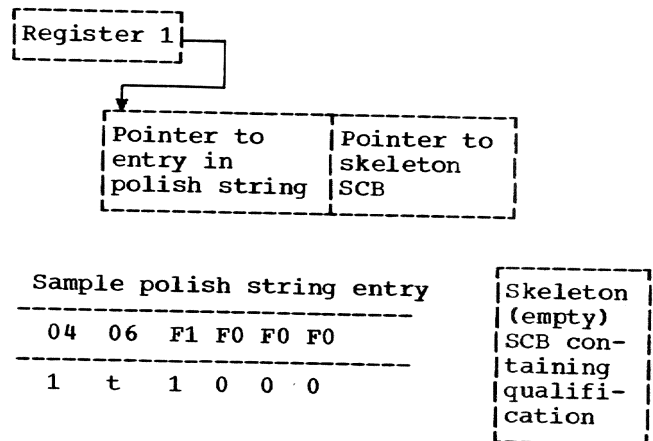 Register 1
Pointer to
entry in
polish string
Pointer to
skeleton
SCB
Sample polish string entry
04 06 F1 F0 F0 F0
1 t 1 0 0 0
Skeleton
(empty)
SCB con-
taining
qualifi-
cation